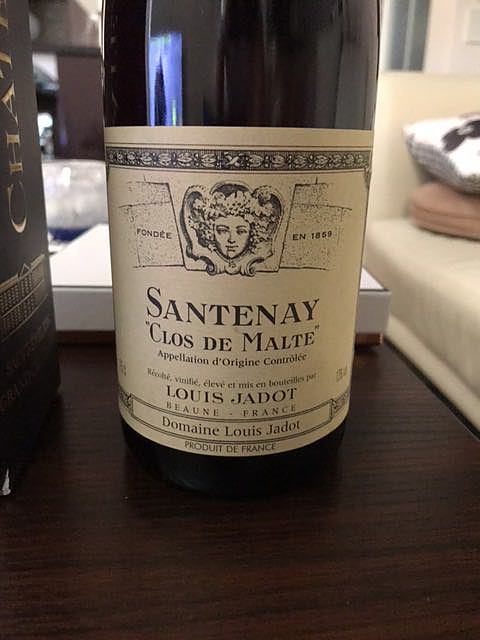 CHAMP
FONDÉE
EN 1859
SANTENAY
"CLOS DE MALTE"
Appellation d'Origine Contrôlée
Récolté, vinifié, élevé et mis en bouteilles par
LOUIS JADOT
BEAUNE - FRANCE
Domaine Louis Jadot
PRODUIT DE FRANCE